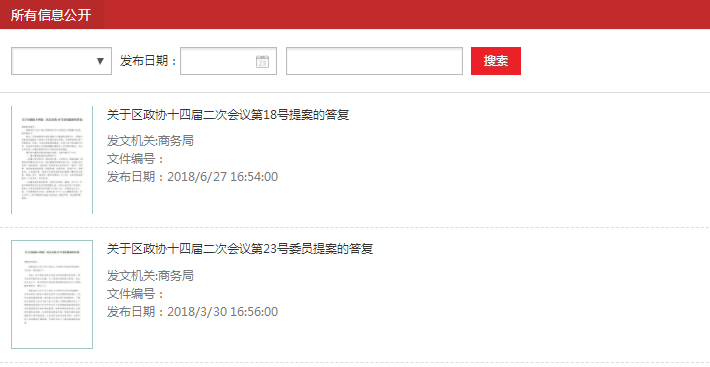 所有信息公开
发布日期：
搜索
关于区政协十四届二次会议第18号提案的答复
发文机关:商务局
文件编号：
发布日期：2018/6/27 16:54:00
关于区政协十四届二次会议第23号委员提案的答复
发文机关:商务局
文件编号：
发布日期：2018/3/30 16:56:00